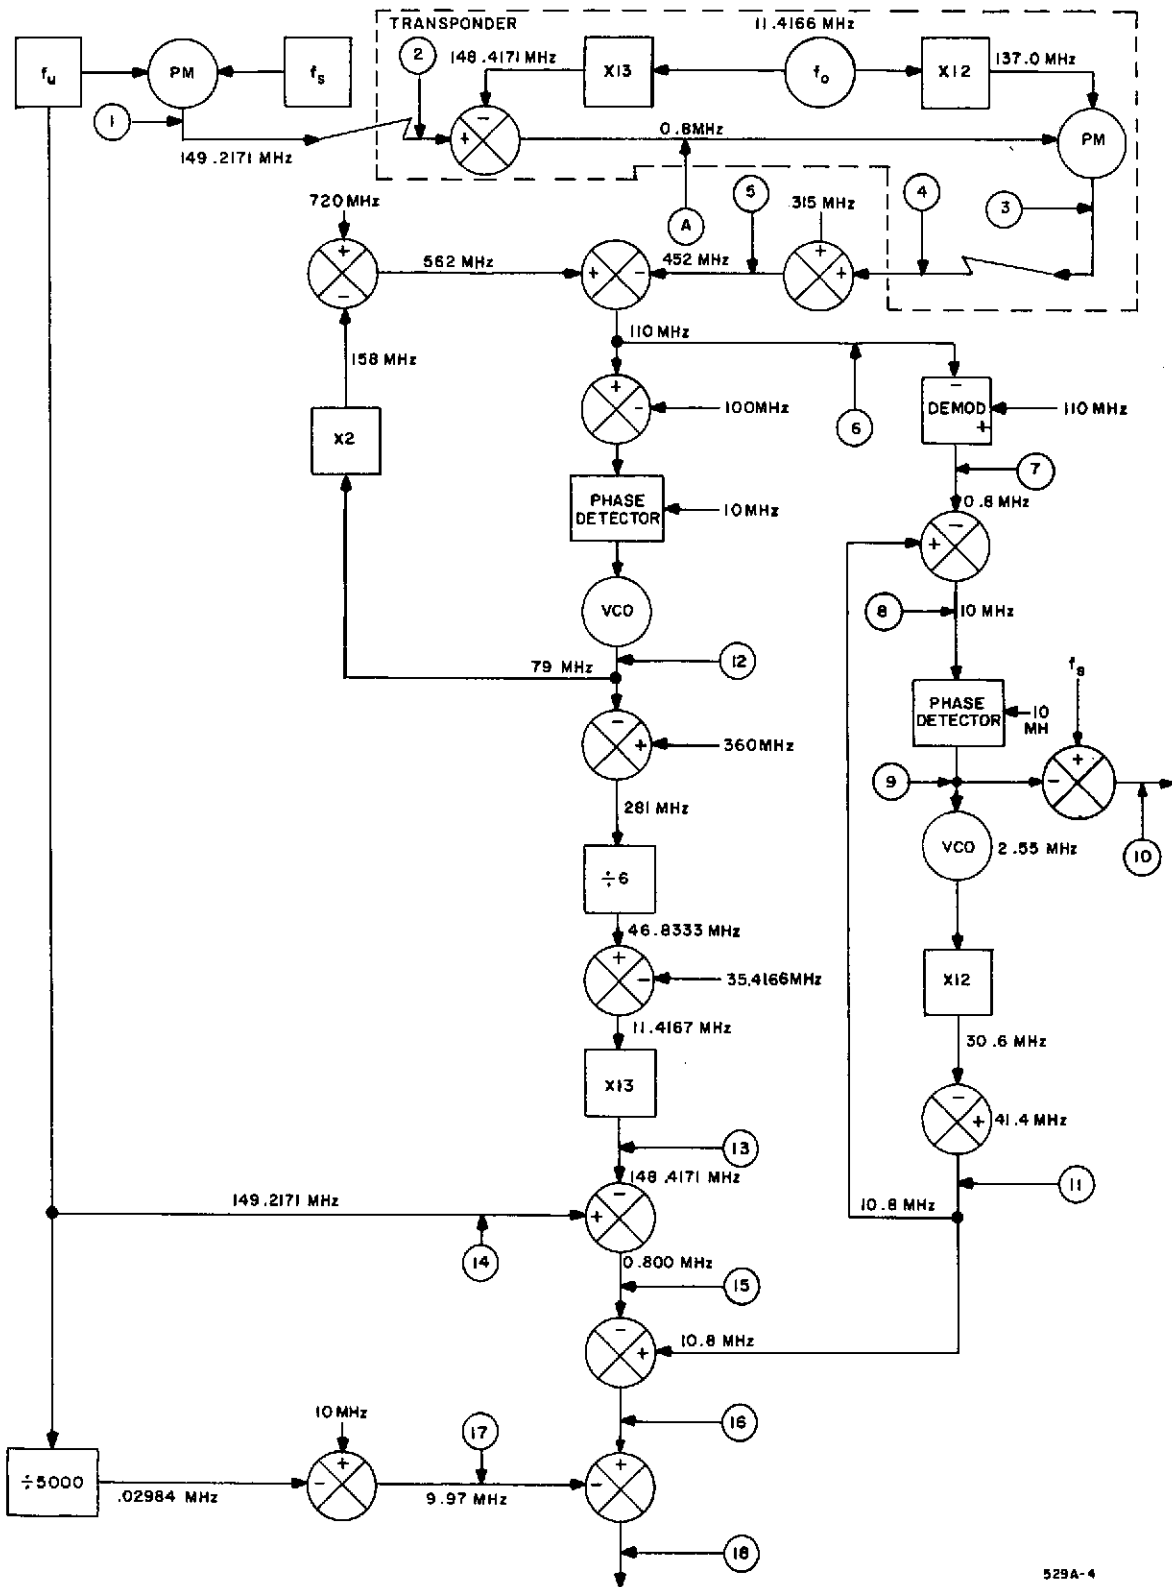 TRANSPONDER
11.4166 MHz
2
148.4171 MHz
137.0 MHz
fu
PM
fs
X13
fo
X12
1
149.2171 MHz
+
-
0.8MHz
PM
720 MHz
A
5
315 MHz
4
3
+
-
562 MHz
+
-
452 MHz
+
+
158 MHz
110 MHz
X2
+
-
100MHz
6
-
DEMOD
+
110 MHz
PHASE
DETECTOR
10MHz
7
0.8 MHz
-
+
VCO
8
10 MHz
79 MHz
12
fs
-
+
360MHz
PHASE
DETECTOR
10
MH
9
+
-
281 MHz
VCO
2.55 MHz
10
÷6
46.8333 MHz
+
-
35.4166MHz
X12
11.4167 MHz
30.6 MHz
X13
-
+
41.4 MHz
13
148.4171 MHz
11
149.2171 MHz
-
+
10.8 MHz
14
0.800 MHz
15
-
+
10.8 MHz
10MHz
17
16
÷5000
.02984 MHz
+
-
9.97 MHz
+
-
18
529A-4